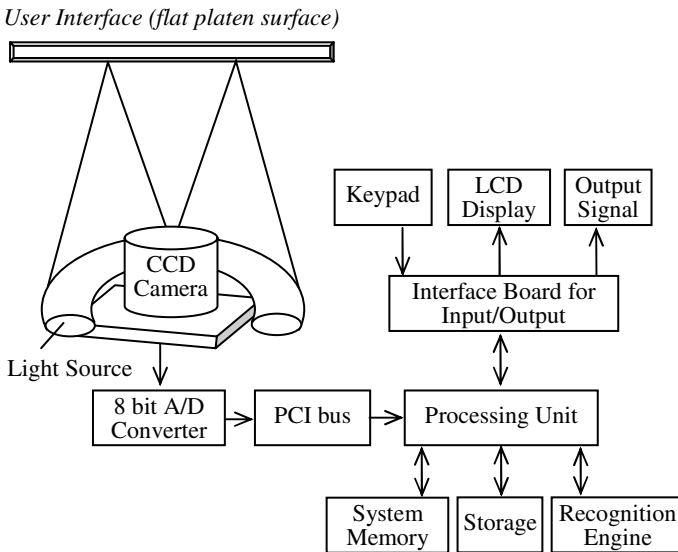 User Interface (flat platen surface)
Keypad
LCD
Display
Output
Signal
CCD
Camera
Interface Board for
Input/Output
Light Source
8 bit A/D
Converter
PCI bus
Processing Unit
System
Memory
Storage
Recognition
Engine